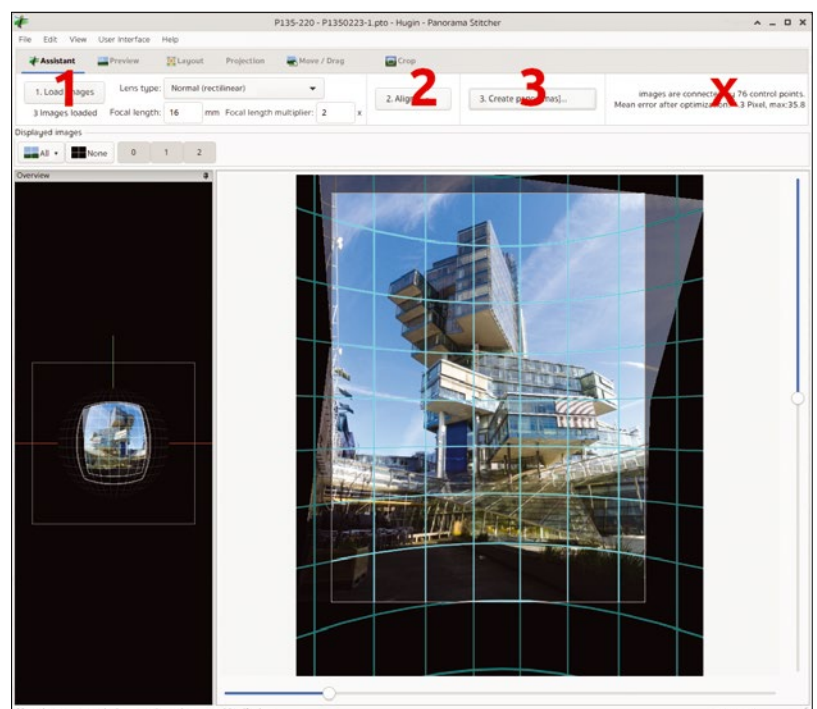 P135-220 - P1350223-1.pto - Hugin - Panorama Stitcher
File Edit View User Interface Help
Assistant Preview Layout Projection Move / Drag Crop
1. Load Images Lens type: Normal (rectilinear)
1 2 3 X
2. Align 3. Create
images are connected by 76 control points.
3 Images loaded Focal length: 16 mm Focal length multiplier: 2 x
Mean error after optimization: 3 Pixel, max:35.8
Displayed images
All None 0 1 2
Overview